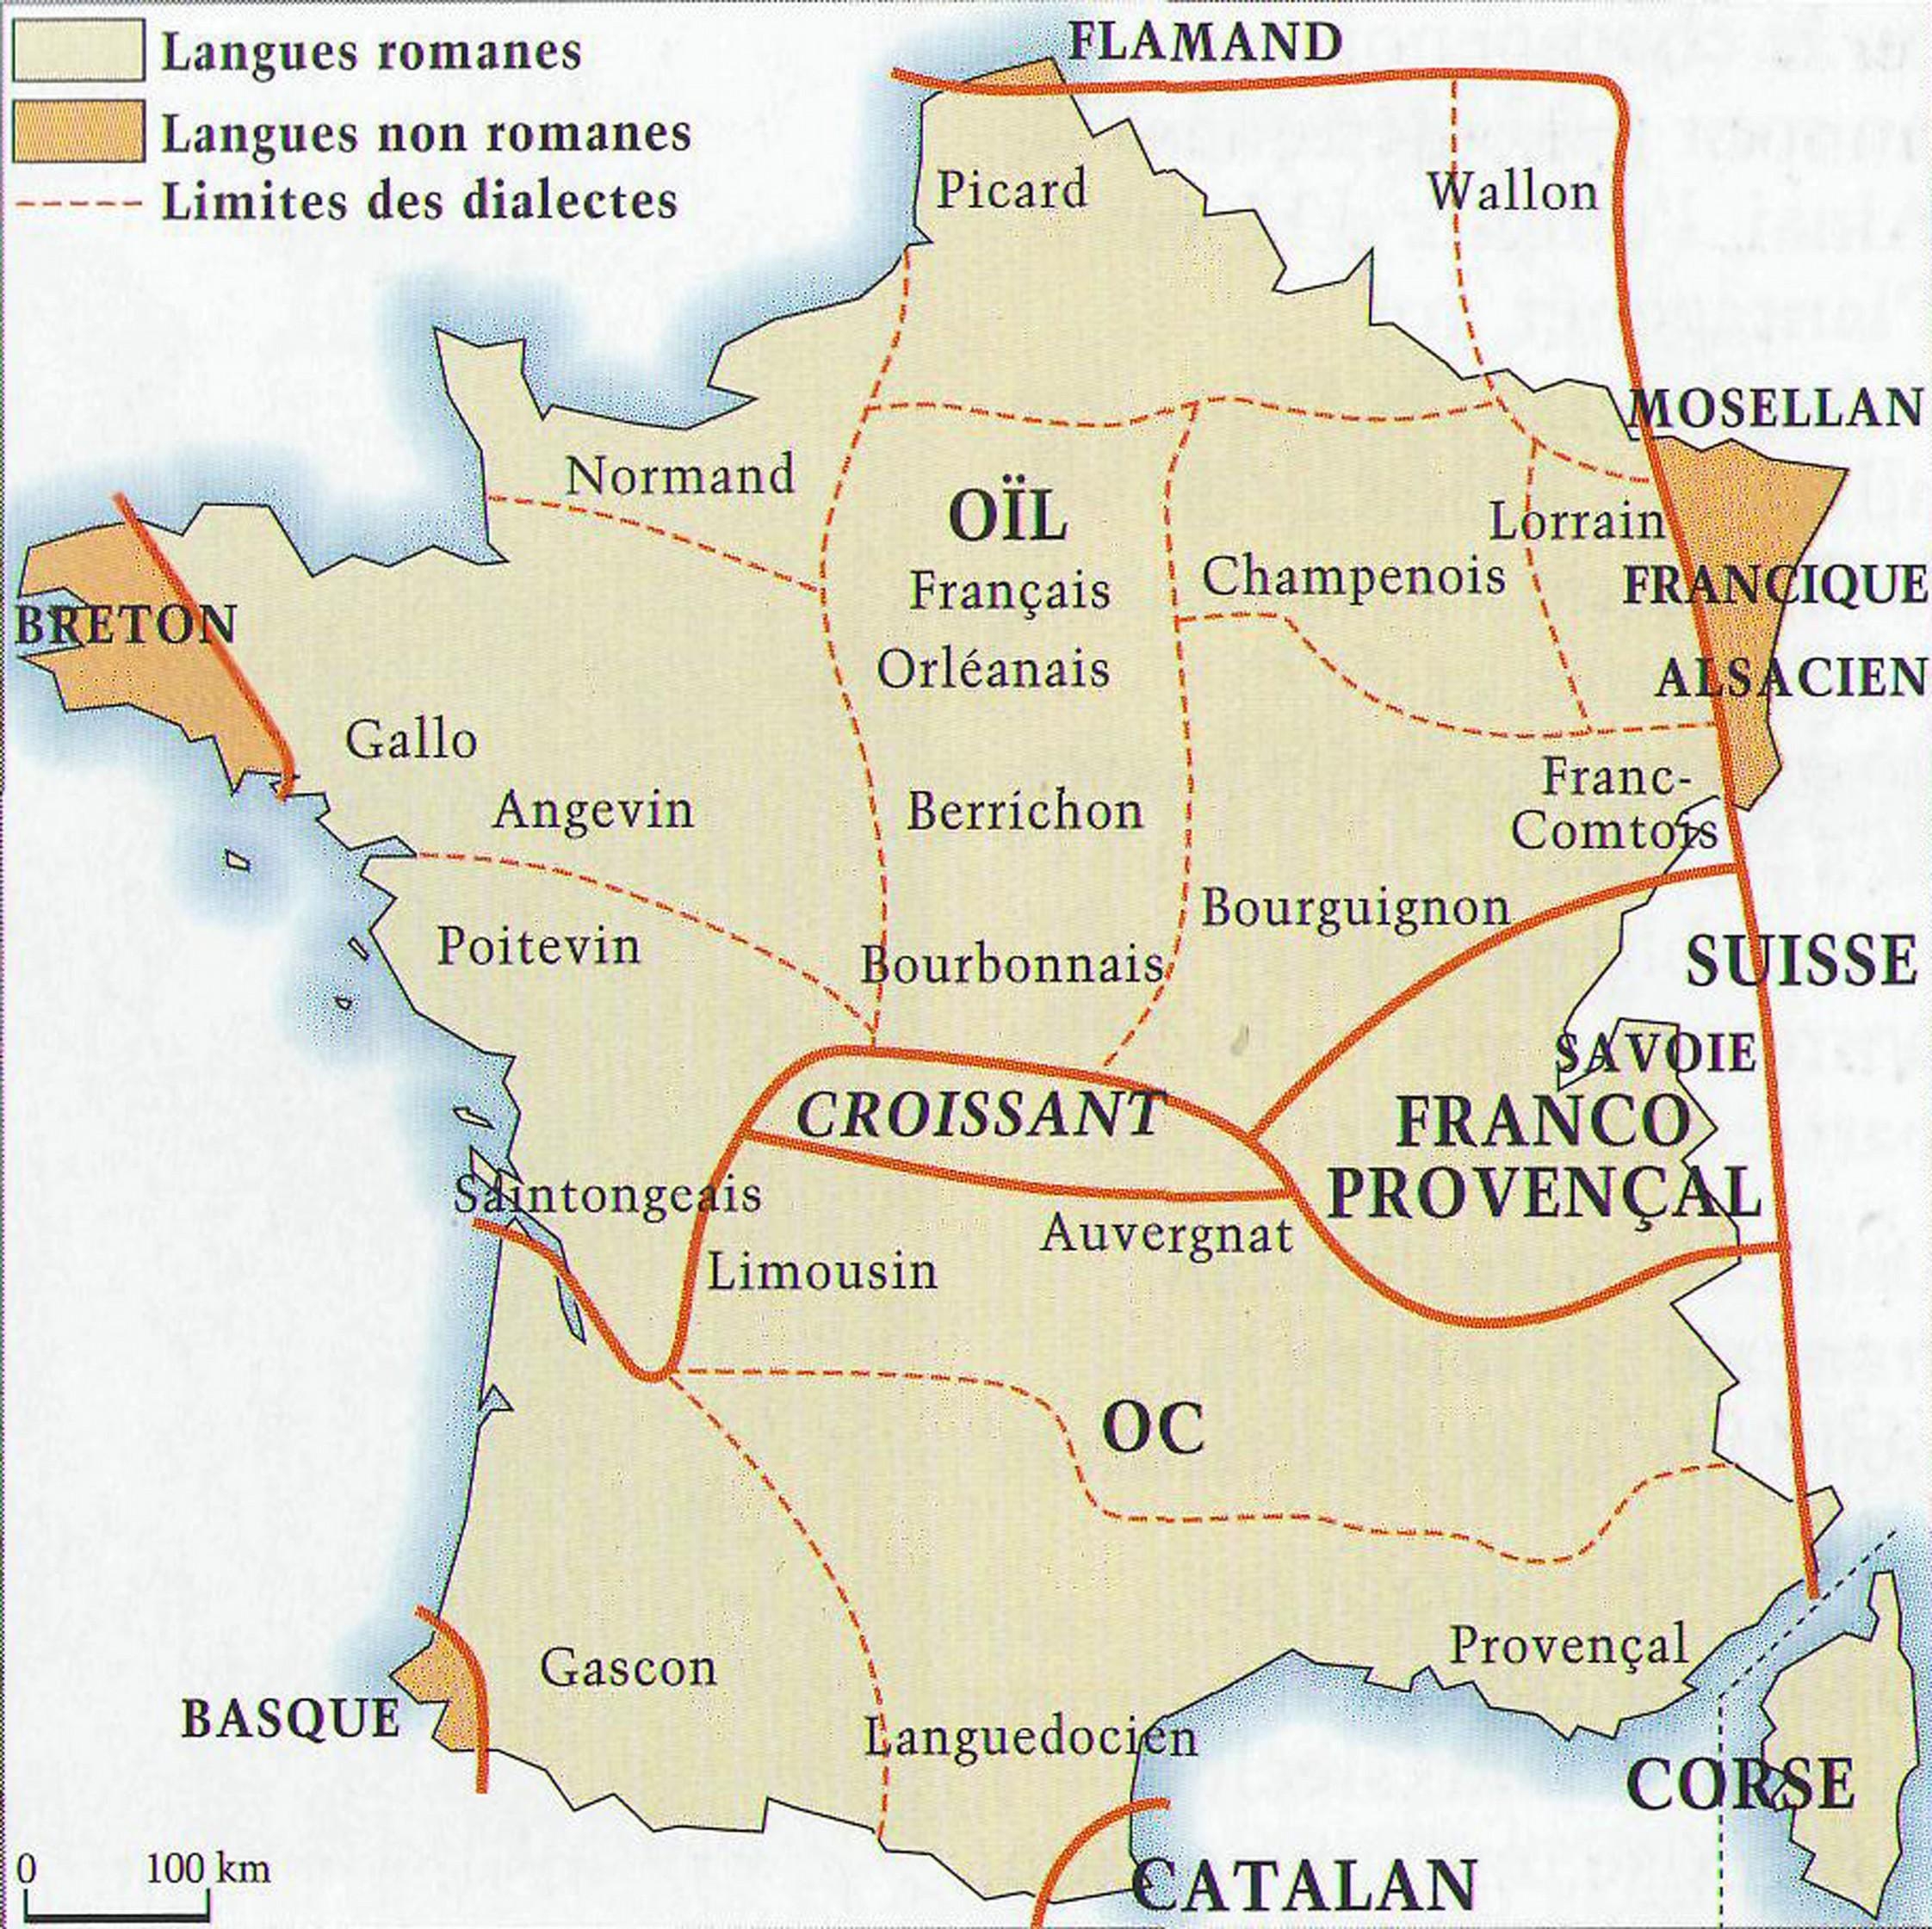 Langues romanes
Langues non romanes
Limites des dialectes
FLAMAND
Picard
Wallon
MOSELLAN
Normand
OÏL
Lorrain
Français
Champenois
FRANCIQUE
BRETON
Orléanais
ALSACIEN
Gallo
Franc-
Comtois
Angevin
Berrichon
Bourguignon
Poitevin
Bourbonnais
SUISSE
SAVOIE
CROISSANT
FRANCO
PROVENÇAL
Saintongeais
Auvergnat
Limousin
OC
Provençal
Gascon
BASQUE
Languedocien
CORSE
CATALAN
0 100 km